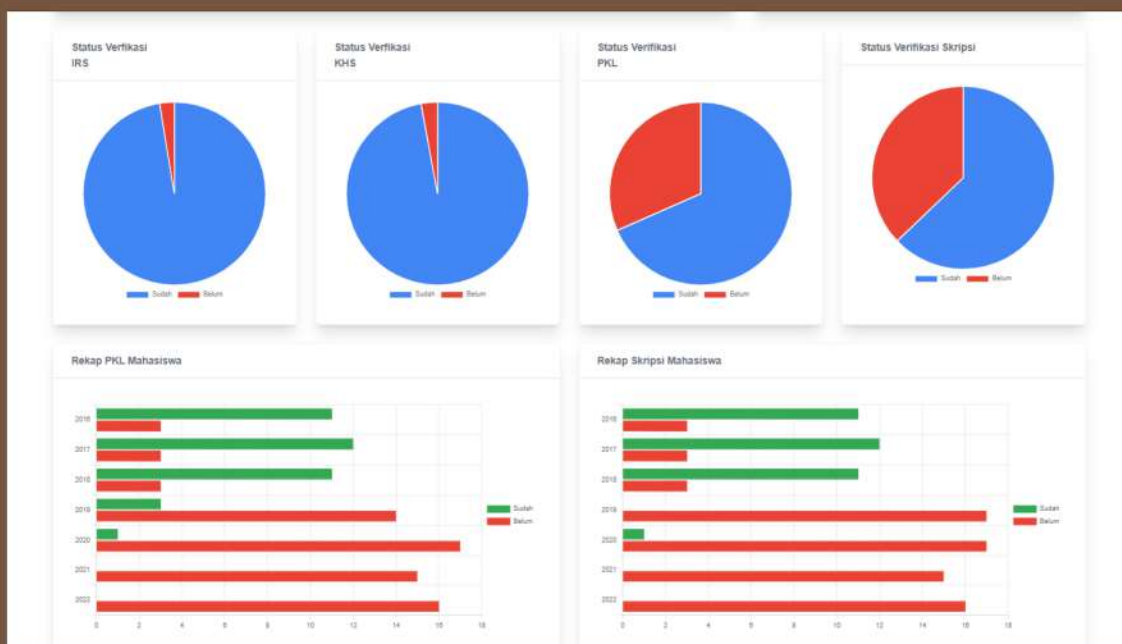 Status Verfikasi
IRS
Status Verfikasi
KHS
Status Verifikasi
PKL
Status Verifikasi Skripsi
Sudah Belum
Sudah Belum
Sudah Belum
Sudah Belum
Rekap PKL Mahasiswa
2016
2017
2018
2019
2020
2021
2022
0 2 4 6 8 10 12 14 16 18
Sudah
Belum
Rekap Skripsi Mahasiswa
2016
2017
2018
2019
2020
2021
2022
0 2 4 6 8 10 12 14 16 18
Sudah
Belum